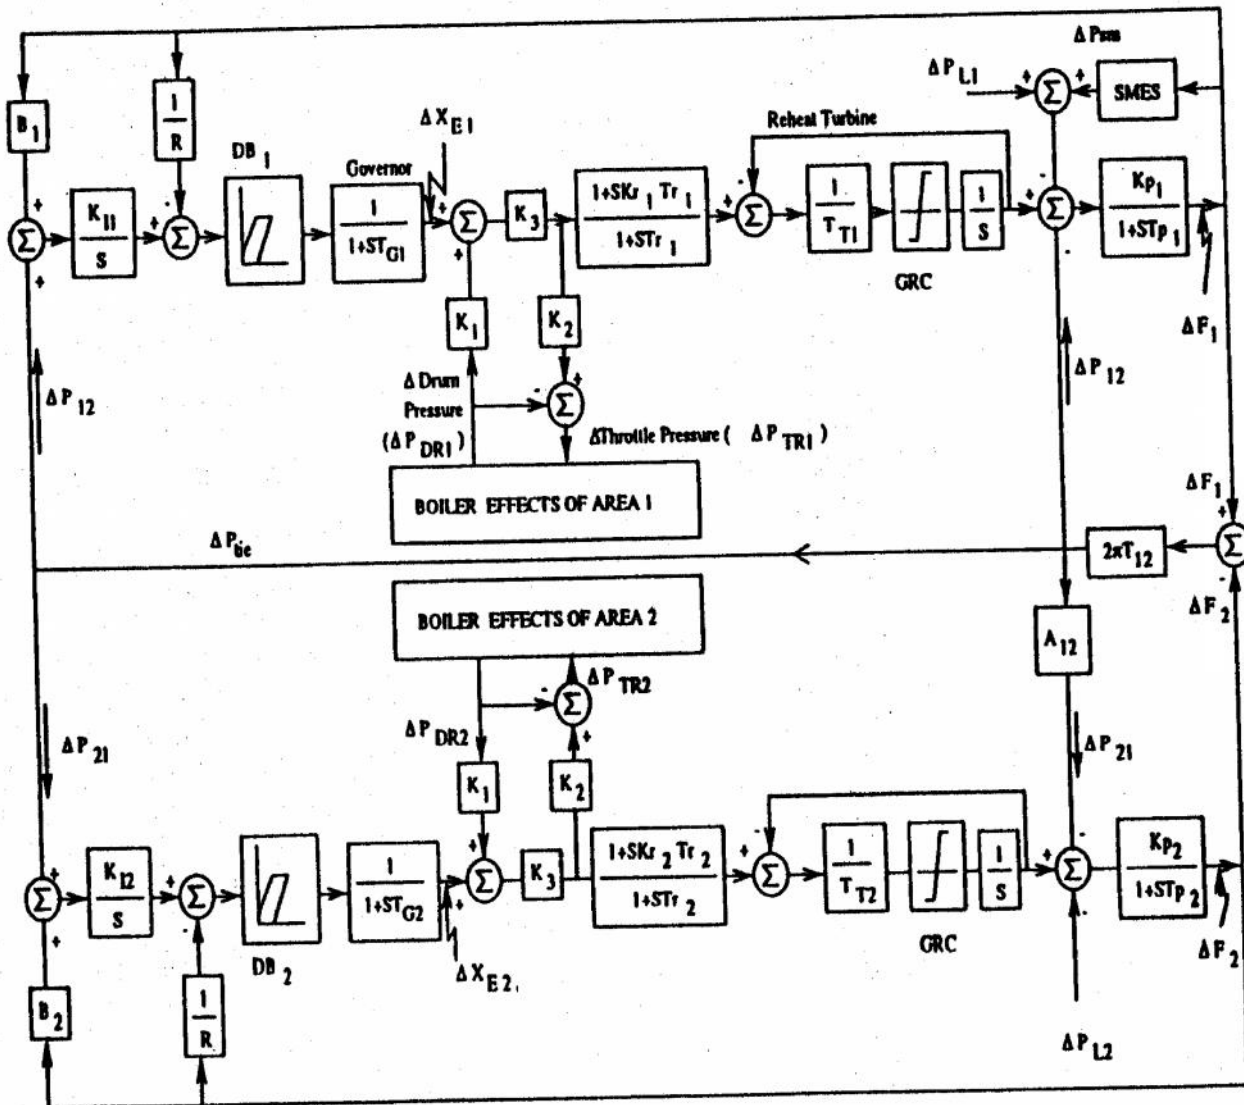 Δ Psm
Δ P L1
SMES
B 1
1
R
DB 1
Δ X E1
Governor
Reheat Turbine
K 11
S
1
1+ST G1
K 3
1+SKr 1 Tr 1
1+STr 1
1
T T1
1
S
Kp 1
1+STp 1
GRC
K 1
K 2
Δ F 1
Δ P 12
Δ Drum
Pressure
(Δ P DR1 )
Δ Throttle Pressure ( Δ P TR1 )
Δ P 12
BOILER EFFECTS OF AREA 1
Δ F 1
Δ P tie
2πT 12
BOILER EFFECTS OF AREA 2
Δ F 2
A 12
Δ P TR2
Δ P DR2
Δ P 21
Δ P 21
K 1
K 2
K 12
S
1
1+ST G2
K 3
1+SKr 2 Tr 2
1+STr 2
1
T T2
1
S
Kp 2
1+STp 2
GRC
DB 2
Δ X E2
Δ F 2
B 2
1
R
Δ P L2